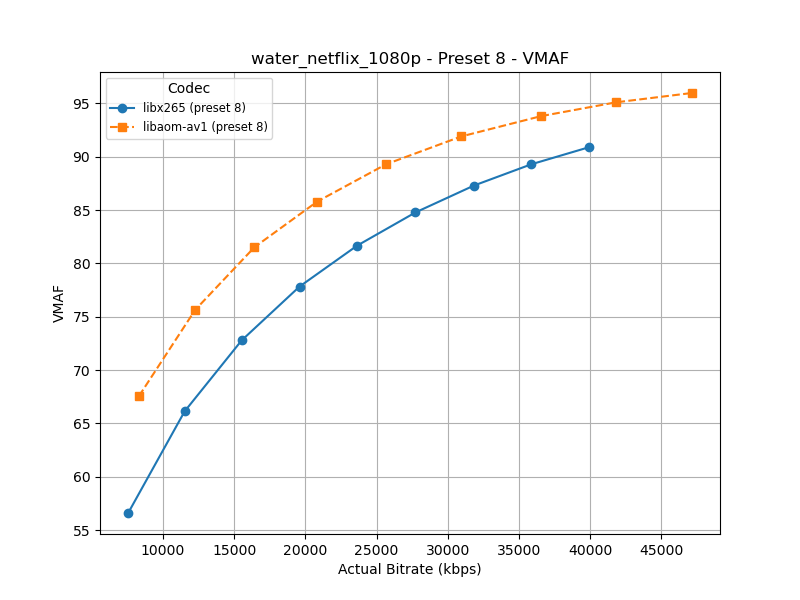 water_netflix_1080p - Preset 8 - VMAF
Codec
libx265 (preset 8)
libaom-av1 (preset 8)
VMAF
95
90
85
80
75
70
65
60
55
10000 15000 20000 25000 30000 35000 40000 45000
Actual Bitrate (kbps)